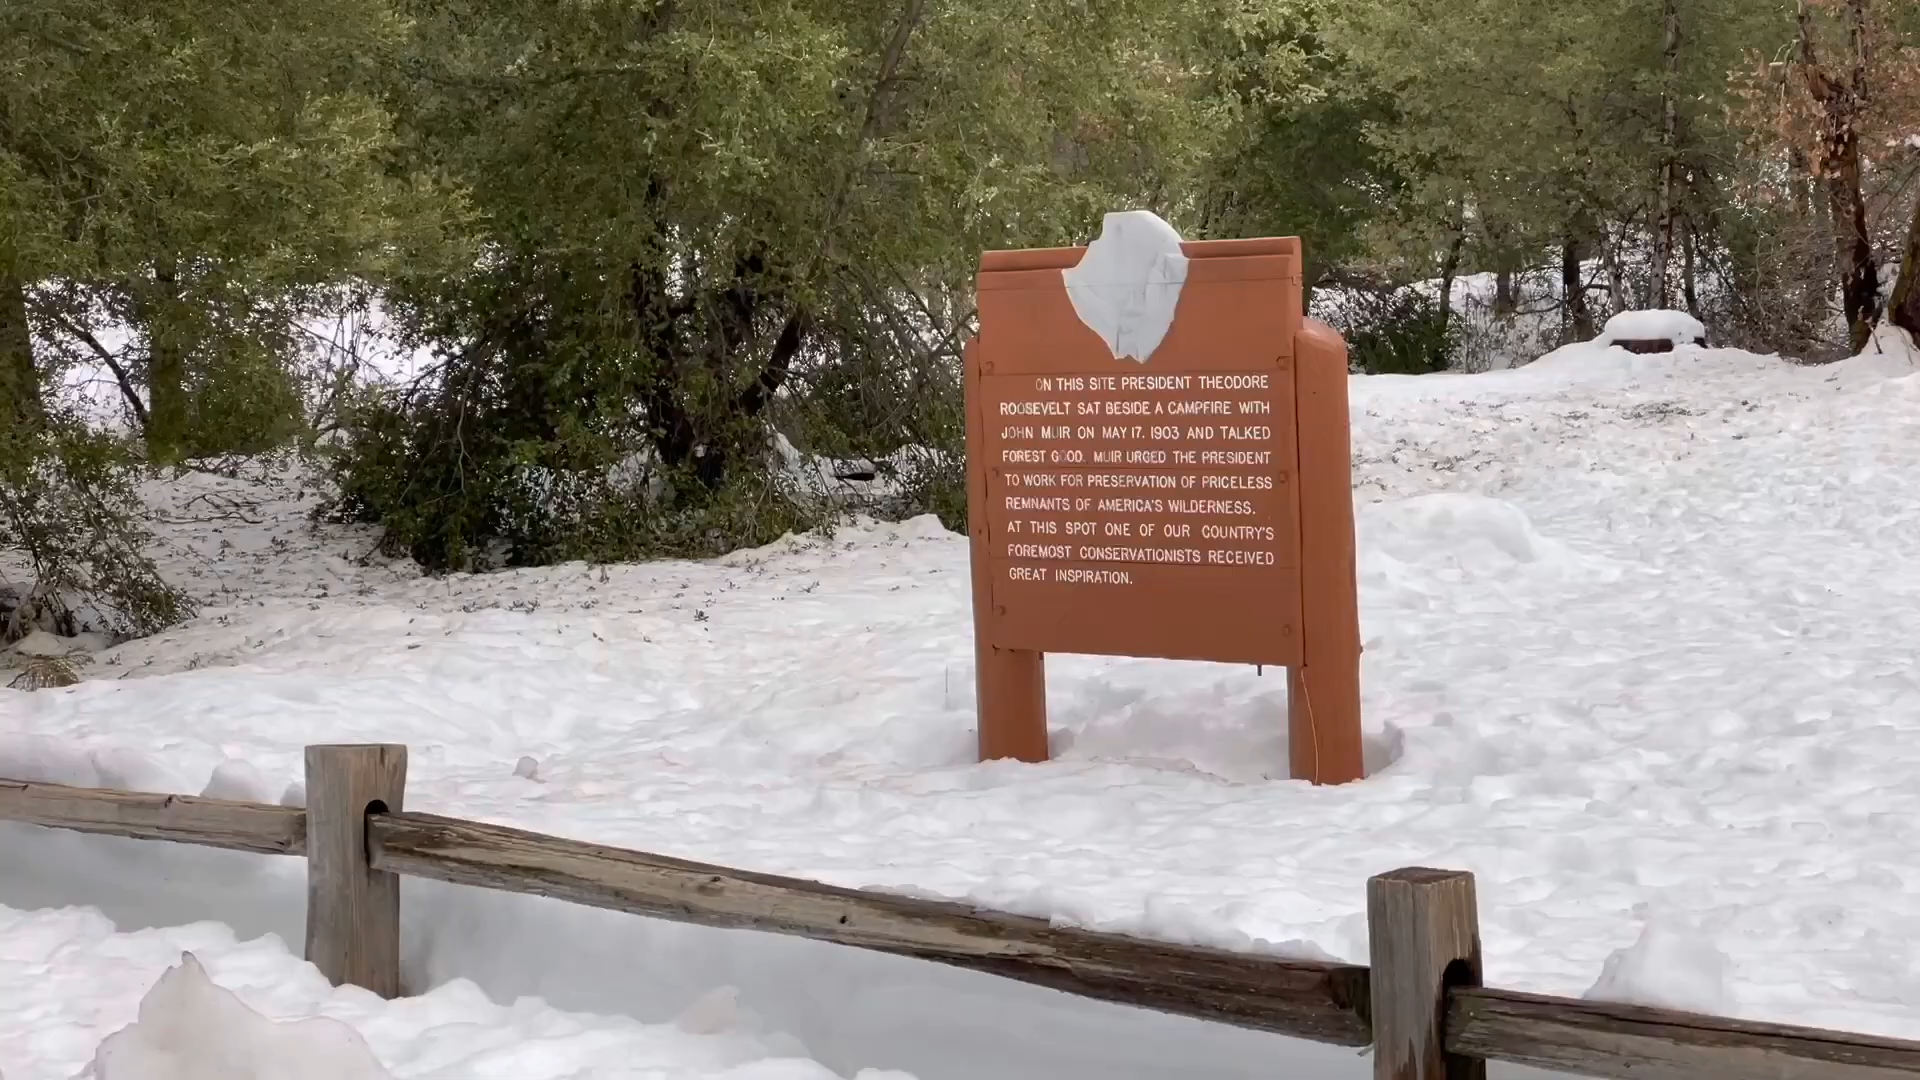 ON THIS SITE PRESIDENT THEODORE
ROOSEVELT SAT BESIDE A CAMPFIRE WITH
JOHN MUIR ON MAY 17, 1903 AND TALKED
FOREST GOOD. MUIR URGED THE PRESIDENT
TO WORK FOR PRESERVATION OF PRICELESS
REMNANTS OF AMERICA'S WILDERNESS.
AT THIS SPOT ONE OF OUR COUNTRY'S
FOREMOST CONSERVATIONISTS RECEIVED
GREAT INSPIRATION.